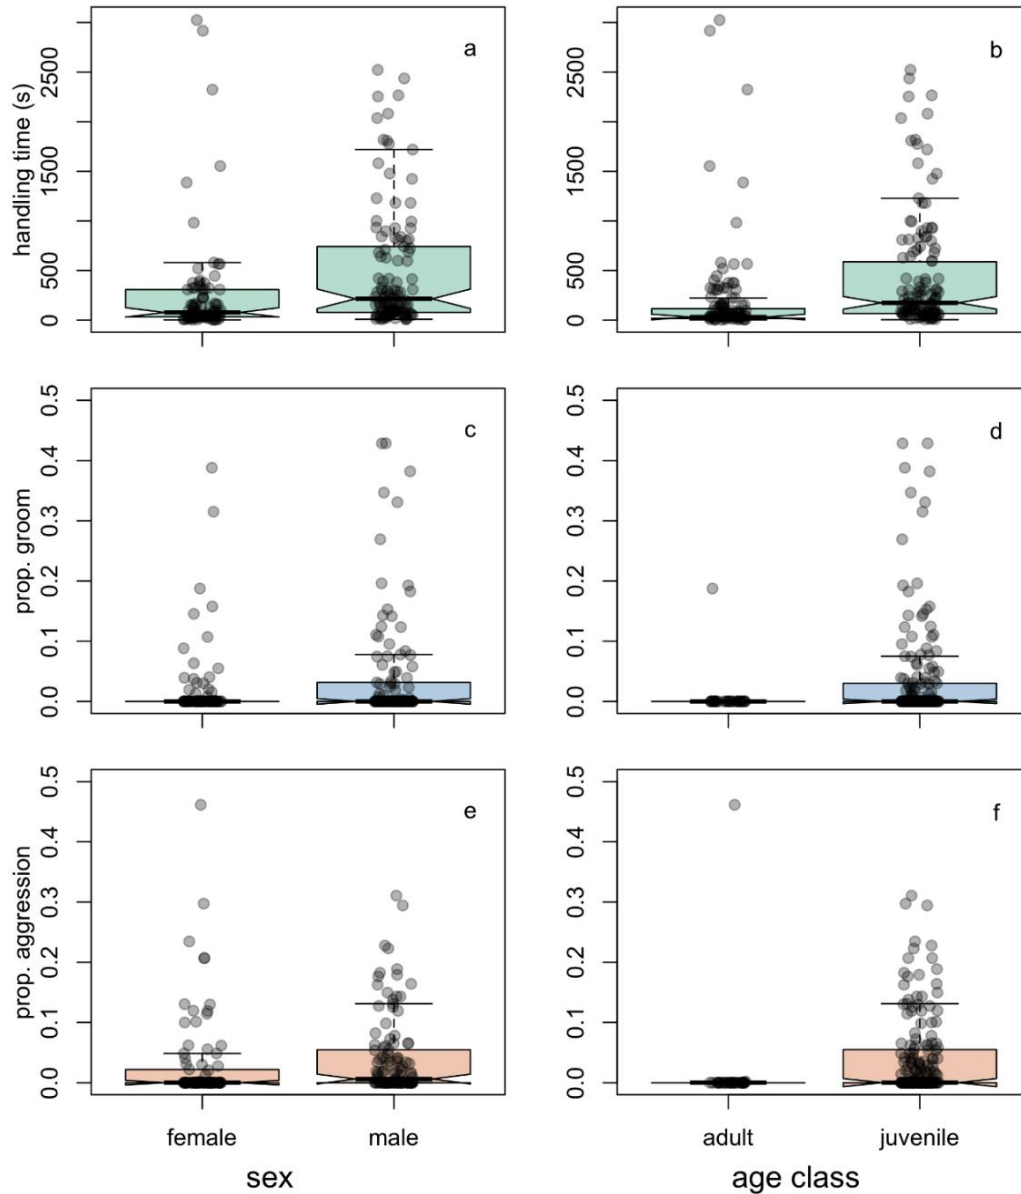 handling time (s)
0
500
1500
2500
a
0
500
1500
2500
b
prop. groom
0.0
0.1
0.2
0.3
0.4
0.5
c
0.0
0.1
0.2
0.3
0.4
0.5
d
prop. aggression
0.0
0.1
0.2
0.3
0.4
0.5
e
0.0
0.1
0.2
0.3
0.4
0.5
f
female male
adult juvenile
sex
age class